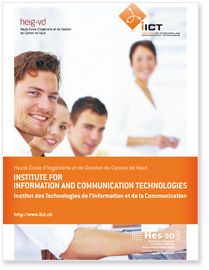 heig-vd
Haute Ecole d'Ingénierie et de Gestion
du Canton de Vaud
iICT
Haute Ecole d'Ingénierie et de Gestion du Canton de Vaud
INSTITUTE FOR
INFORMATION AND COMMUNICATION TECHNOLOGIES
Institut des Technologies de l'Information et de la Communication
http://www.iict.ch
Hes·so